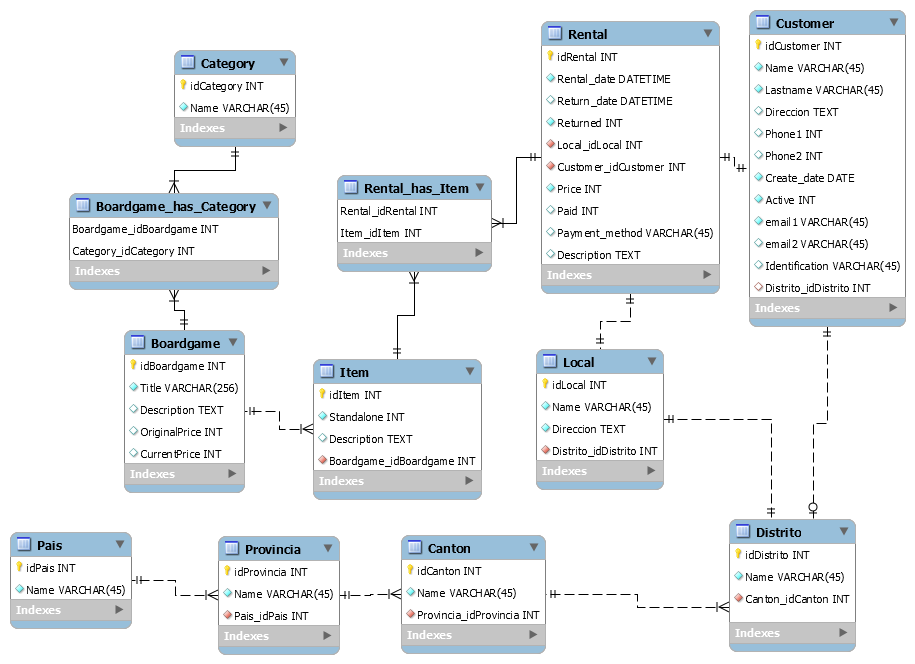 Category
idCategory INT
Name VARCHAR(45)
Indexes
Boardgame_has_Category
Boardgame_idBoardgame INT
Category_idCategory INT
Indexes
Boardgame
idBoardgame INT
Title VARCHAR(256)
Description TEXT
OriginalPrice INT
CurrentPrice INT
Indexes
Rental_has_Item
Rental_idRental INT
Item_idItem INT
Indexes
Item
idItem INT
Standalone INT
Description TEXT
Boardgame_idBoardgame INT
Indexes
Rental
idRental INT
Rental_date DATETIME
Return_date DATETIME
Returned INT
Local_idLocal INT
Customer_idCustomer INT
Price INT
Paid INT
Payment_method VARCHAR(45)
Description TEXT
Indexes
Customer
idCustomer INT
Name VARCHAR(45)
Lastname VARCHAR(45)
Direccion TEXT
Phone1 INT
Phone2 INT
Create_date DATE
Active INT
email1 VARCHAR(45)
email2 VARCHAR(45)
Identification VARCHAR(45)
Distrito_idDistrito INT
Indexes
Local
idLocal INT
Name VARCHAR(45)
Direccion TEXT
Distrito_idDistrito INT
Indexes
Pais
idPais INT
Name VARCHAR(45)
Indexes
Provincia
idProvincia INT
Name VARCHAR(45)
Pais_idPais INT
Indexes
Canton
idCanton INT
Name VARCHAR(45)
Provincia_idProvincia INT
Indexes
Distrito
idDistrito INT
Name VARCHAR(45)
Canton_idCanton INT
Indexes